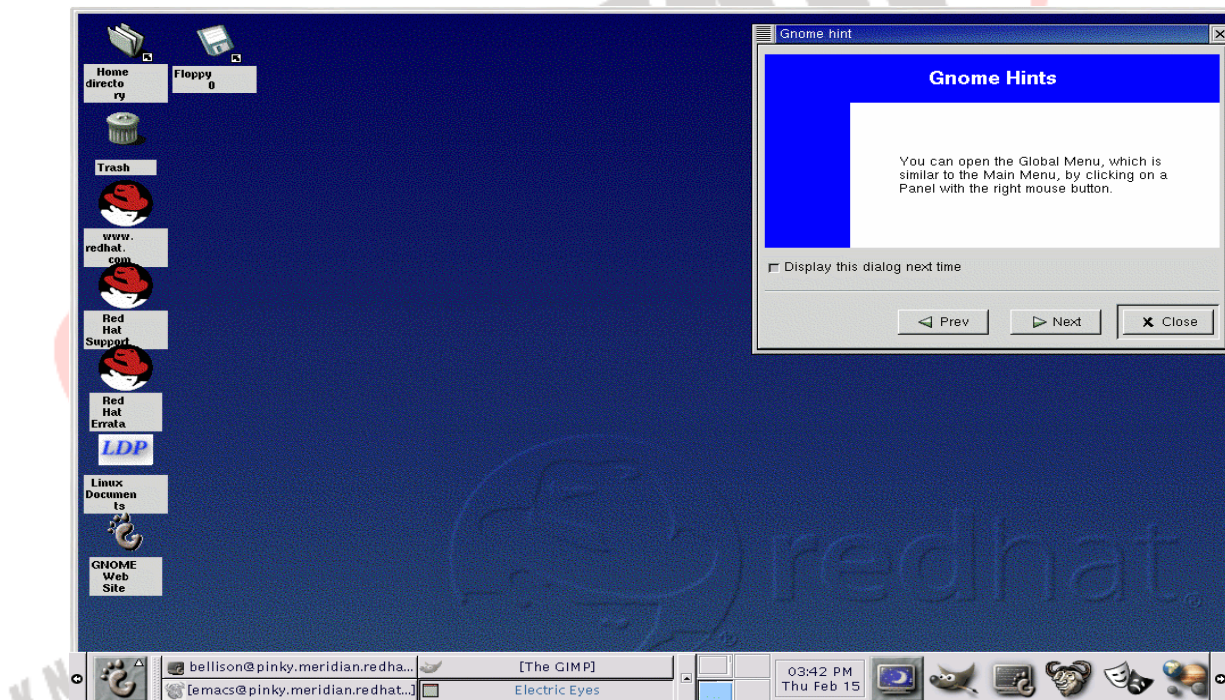 Home
directo
ry
Floppy
0
Trash
www.
redhat.
com
Red
Hat
Support
Red
Hat
Errata
LDP
Linux
Documen
ts
GNOME
Web
Site
Gnome hint
Gnome Hints
You can open the Global Menu, which is
similar to the Main Menu, by clicking on a
Panel with the right mouse button.
Display this dialog next time
Prev
Next
Close
redhat.
bellison@pinky.meridian.redha...
[The GIMP]
[emacs@pinky.meridian.redhat...]
Electric Eyes
03:42 PM
Thu Feb 15